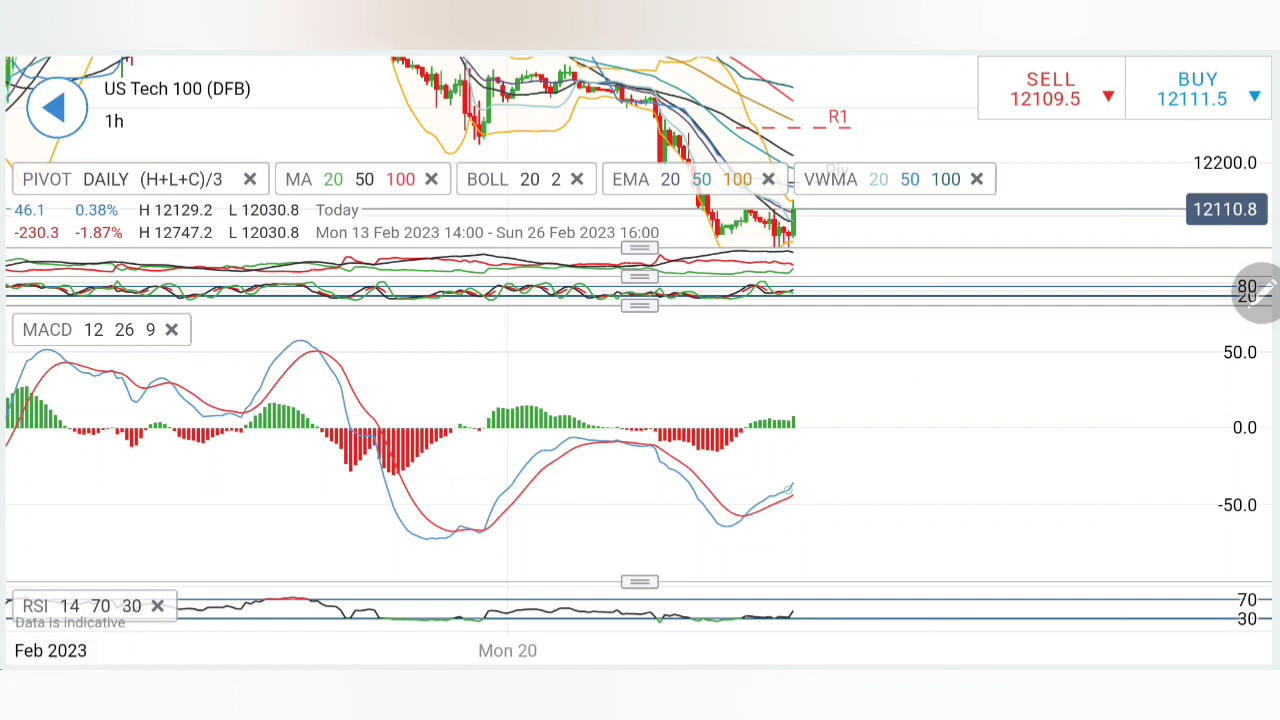 US Tech 100 (DFB)
1h
SELL
12109.5
BUY
12111.5
R1
12200.0
PIVOT DAILY (H+L+C)/3
MA 20 50 100
BOLL 20 2
EMA 20 50 100
VWMA 20 50 100
46.1 0.38% H 12129.2 L 12030.8 Today
12110.8
-230.3 -1.87% H 12747.2 L 12030.8 Mon 13 Feb 2023 14:00 - Sun 26 Feb 2023 16:00
80
20
MACD 12 26 9
50.0
0.0
-50.0
RSI 14 70 30
70
30
Data is indicative
Feb 2023
Mon 20